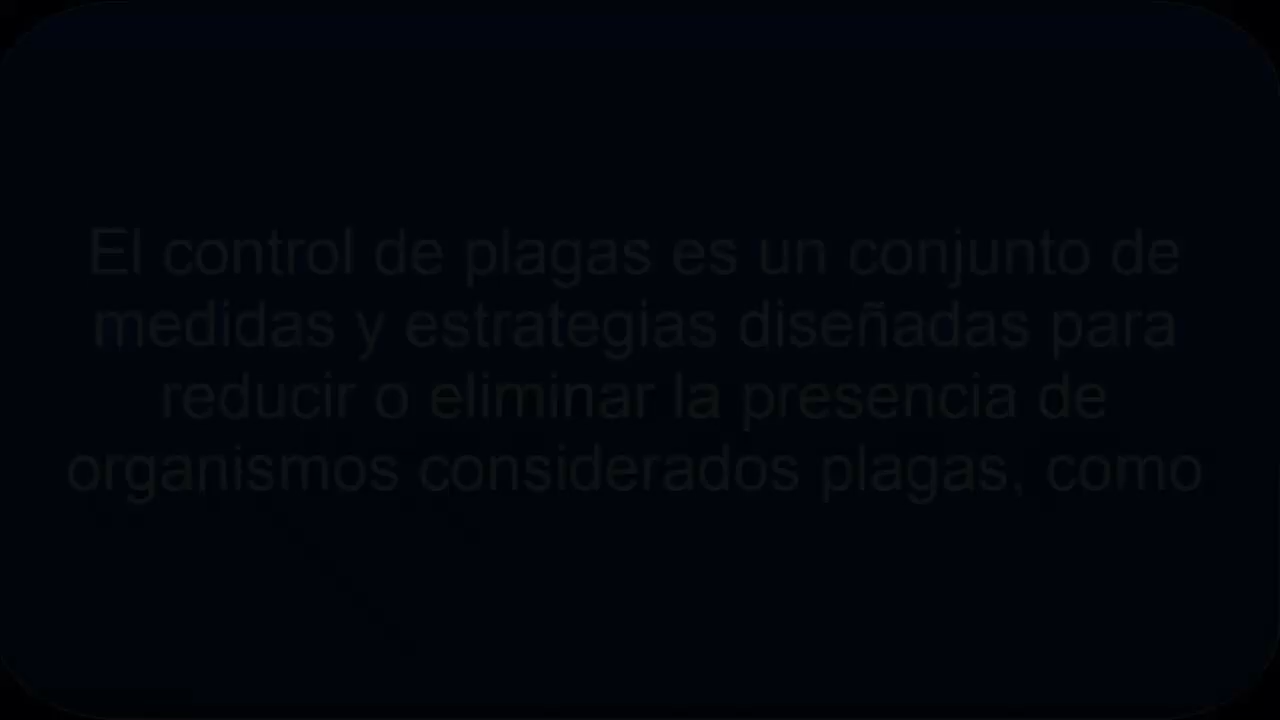 El control de plagas es un conjunto de
medidas y estrategias diseñadas para
reducir o eliminar la presencia de
organismos considerados plagas, como